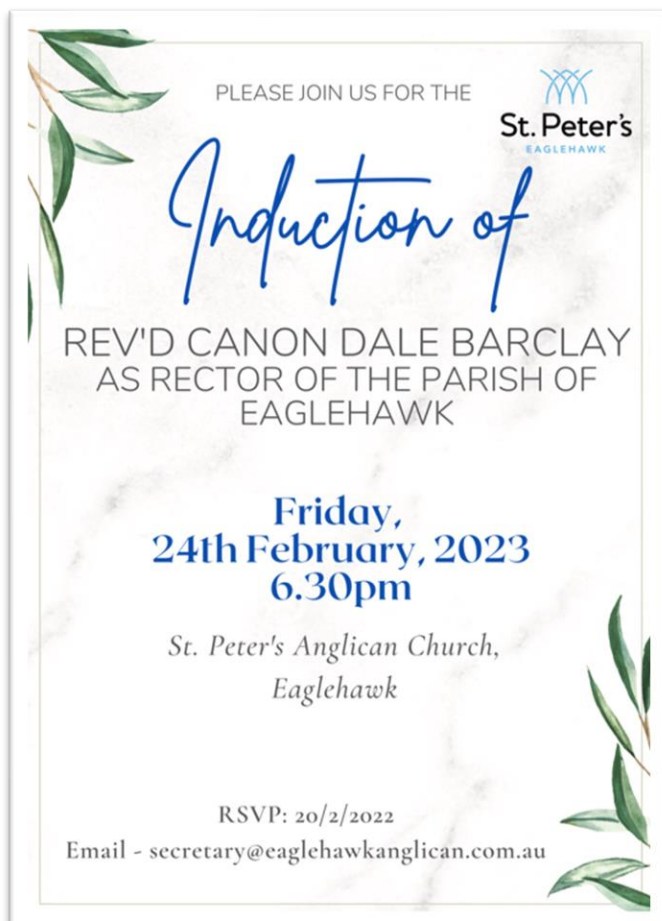 PLEASE JOIN US FOR THE
St. Peter's
EAGLEHAWK
Induction of
REV'D CANON DALE BARCLAY
AS RECTOR OF THE PARISH OF
EAGLEHAWK
Friday,
24th February, 2023
6.30pm
St. Peter's Anglican Church,
Eaglehawk
RSVP: 20/2/2022
Email - secretary@eaglehawkanglican.com.au